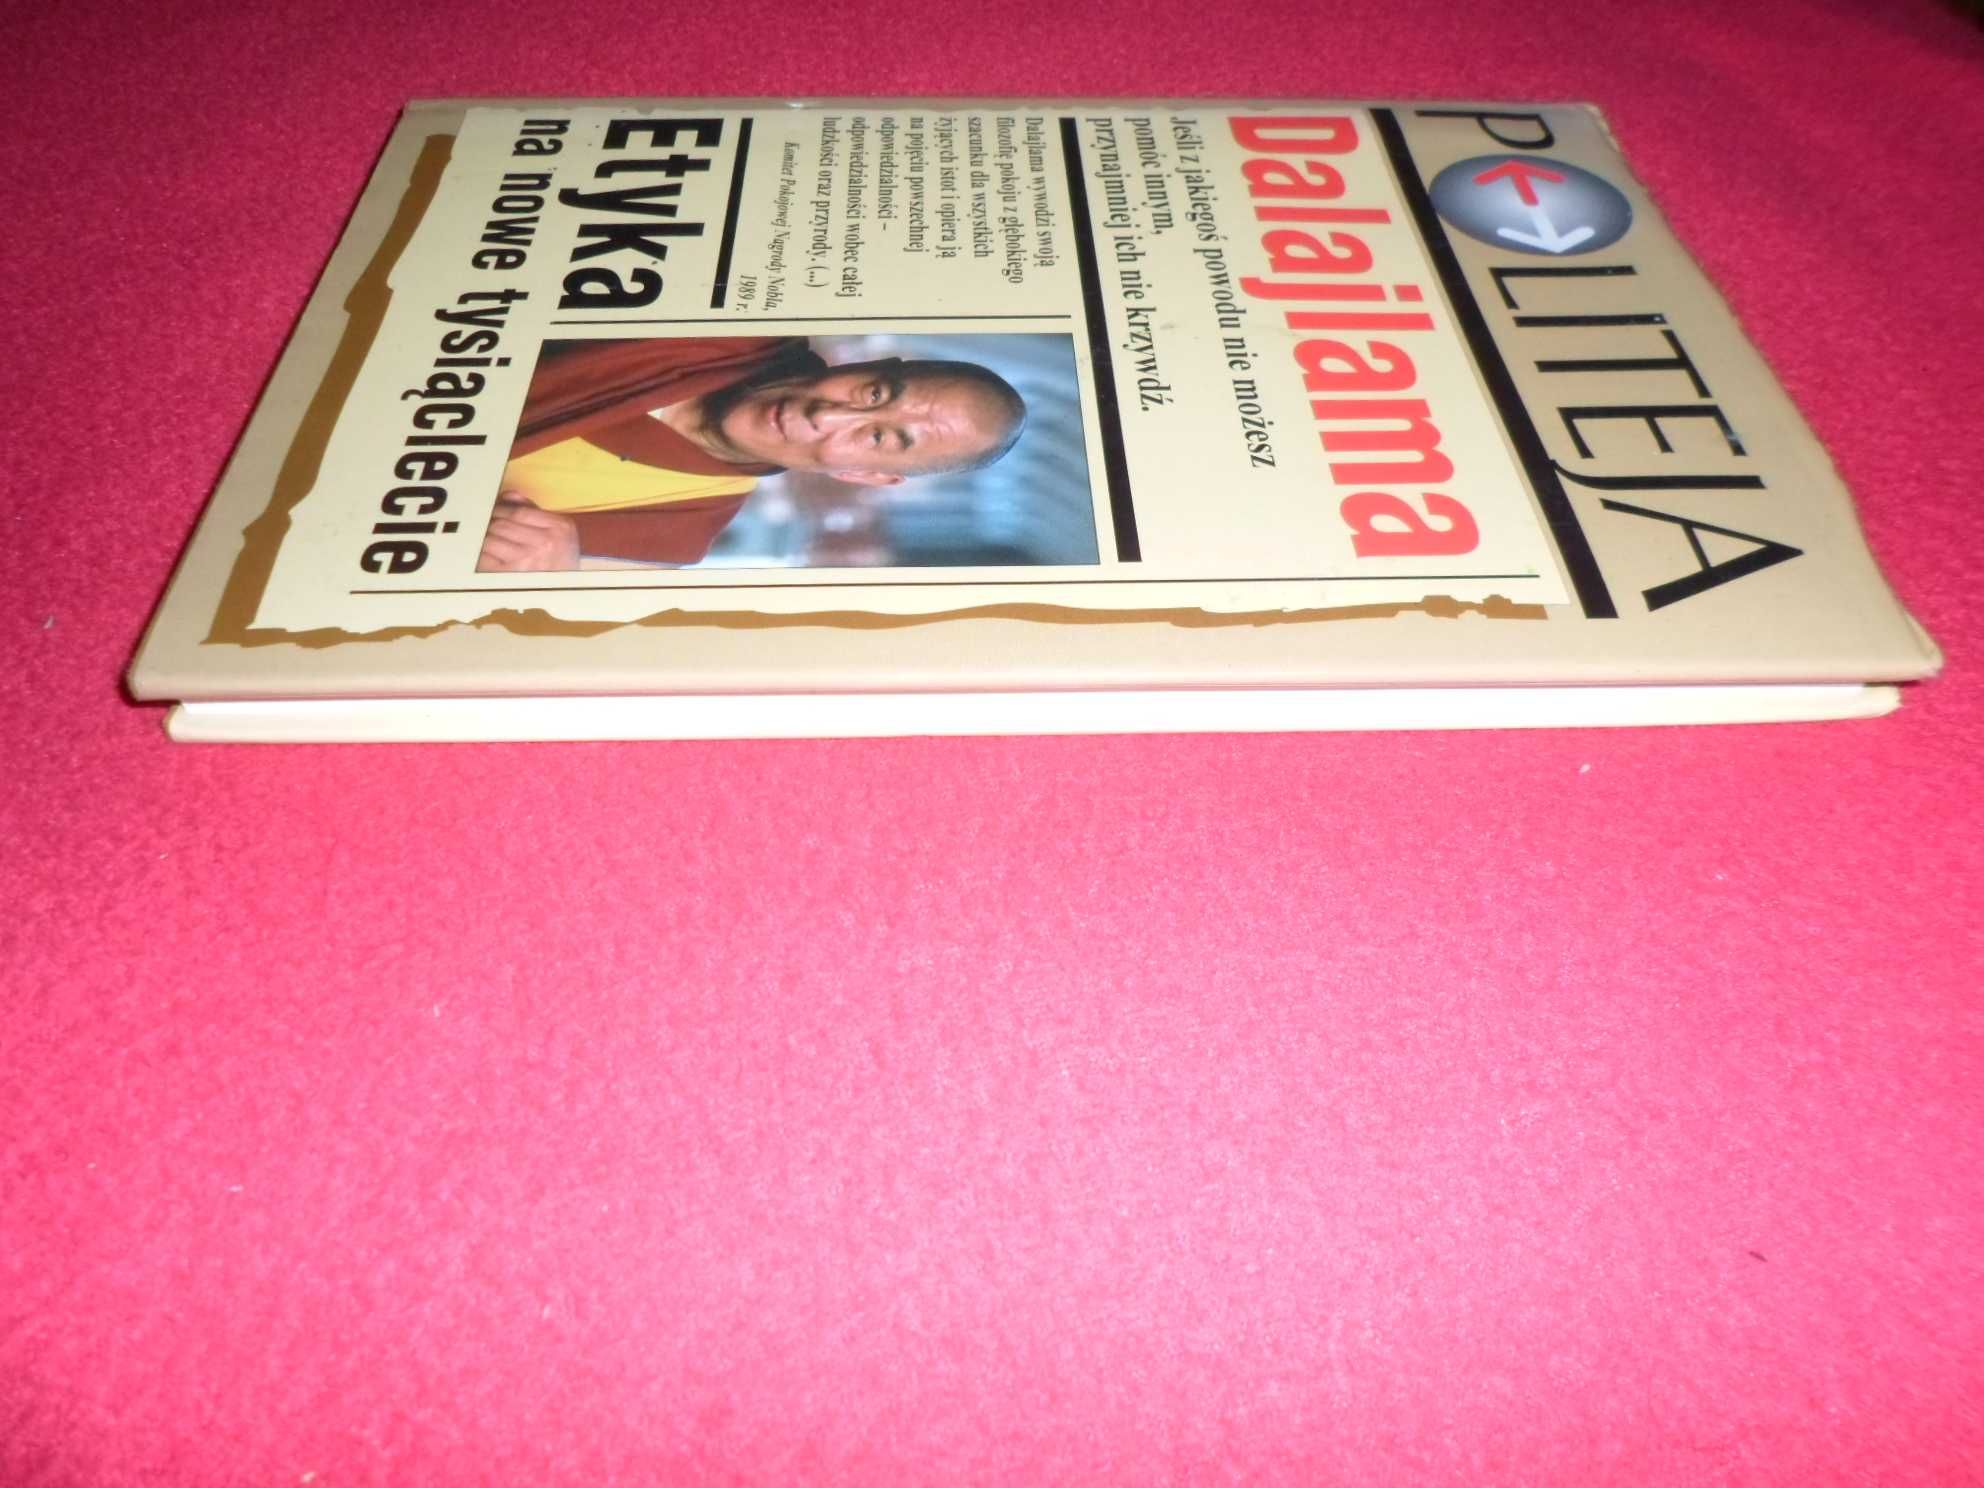 POLITEJA
Dalajlama
Jeśli z jakiegoś powodu nie możesz
pomóc innym,
przynajmniej ich nie krzywdź.
Dalajlama wywodzi swoją
filozofię pokoju z głębokiego
szacunku dla wszystkich
żyjących istot i opiera ją
na pojęciu powszechnej
odpowiedzialności –
odpowiedzialności wobec całej
ludzkości oraz przyrody. (...)
Komitet Pokojowej Nagrody Nobla,
1989 r.
Etyka
na nowe tysiąclecie